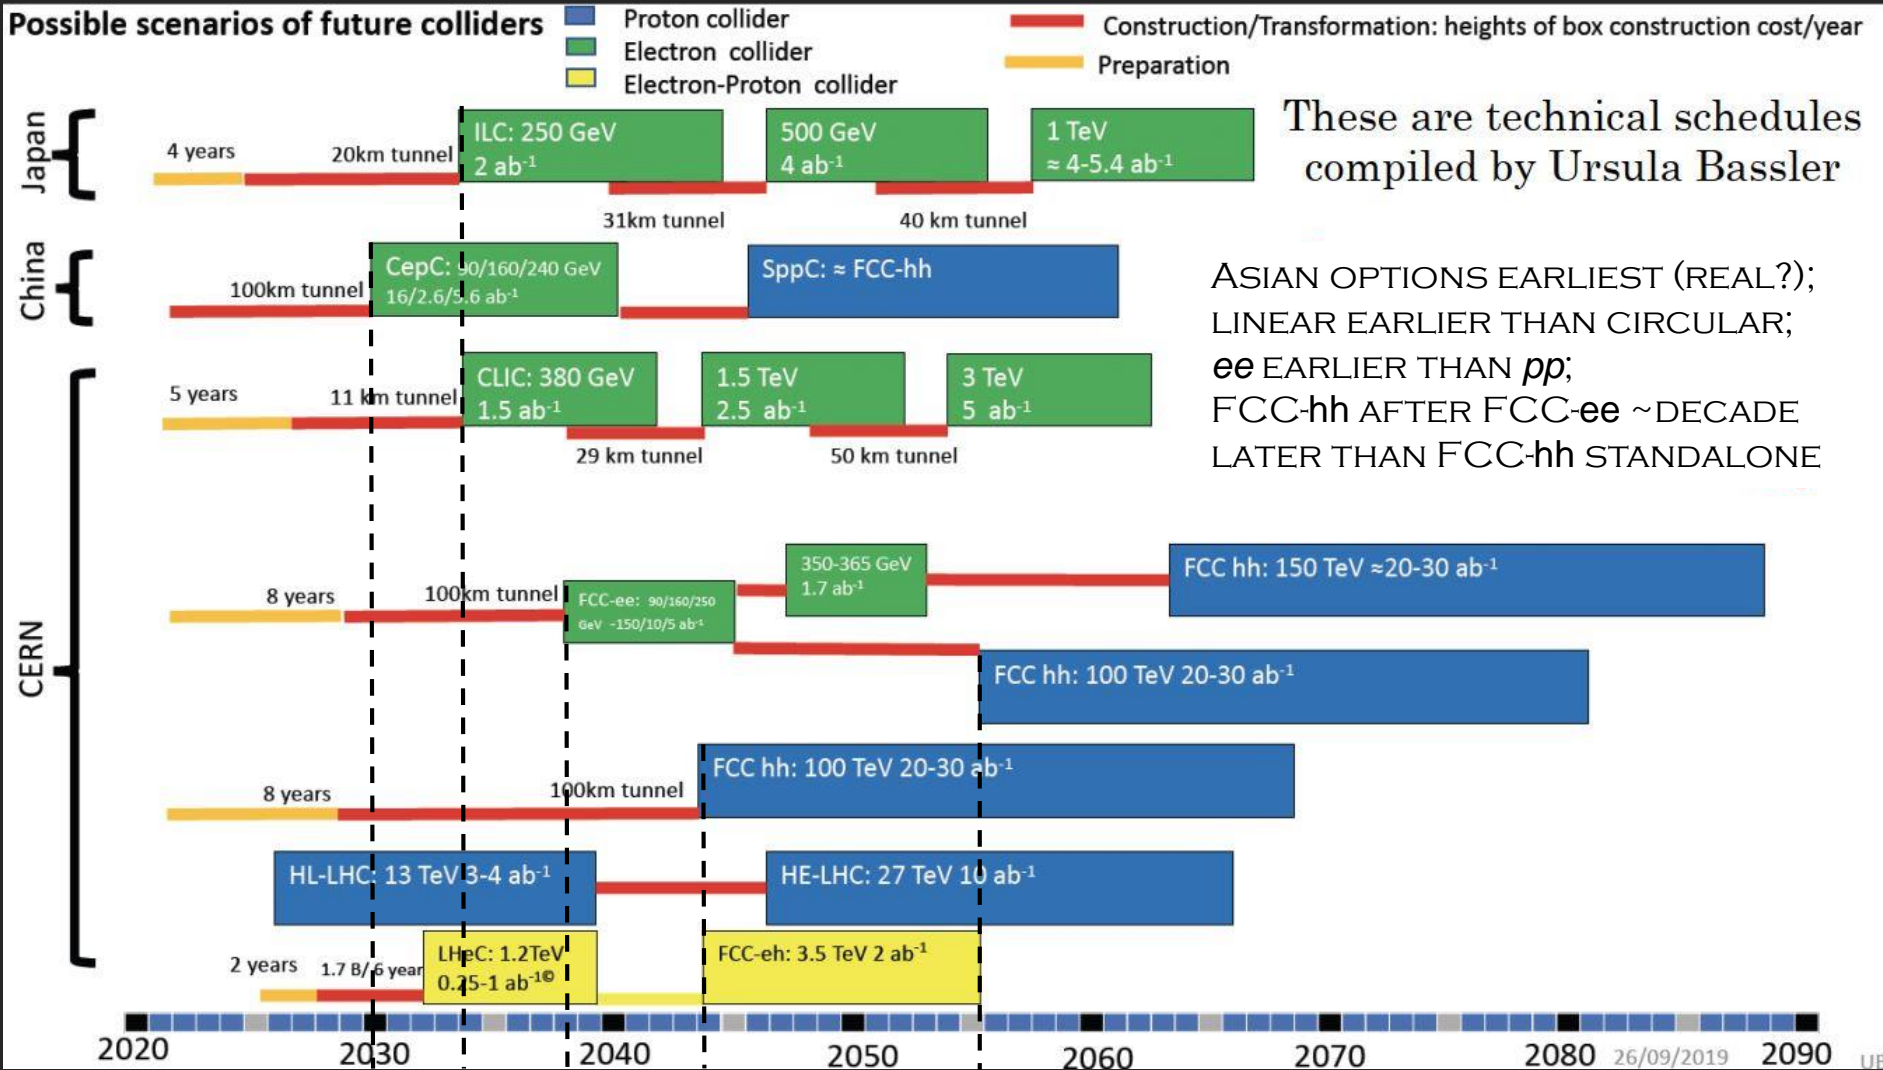 Possible scenarios of future colliders
Proton collider
Electron collider
Electron-Proton collider
Construction/Transformation: heights of box construction cost/year
Preparation
These are technical schedules
compiled by Ursula Bassler
Japan
4 years
20km tunnel
ILC: 250 GeV
2 ab⁻¹
500 GeV
4 ab⁻¹
1 TeV
≈ 4-5.4 ab⁻¹
31km tunnel
40 km tunnel
China
100km tunnel
CepC: 90/160/240 GeV
16/2.6/5.6 ab⁻¹
SppC: ≈ FCC-hh
ASIAN OPTIONS EARLIEST (REAL?);
LINEAR EARLIER THAN CIRCULAR;
ee EARLIER THAN pp;
FCC-hh AFTER FCC-ee ~DECADE
LATER THAN FCC-hh STANDALONE
CERN
5 years
11 km tunnel
CLIC: 380 GeV
1.5 ab⁻¹
1.5 TeV
2.5 ab⁻¹
3 TeV
5 ab⁻¹
29 km tunnel
50 km tunnel
8 years
100km tunnel
FCC-ee: 90/160/250
GeV -150/10/5 ab⁻¹
350-365 GeV
1.7 ab⁻¹
FCC hh: 150 TeV ≈20-30 ab⁻¹
FCC hh: 100 TeV 20-30 ab⁻¹
8 years
100km tunnel
FCC hh: 100 TeV 20-30 ab⁻¹
HL-LHC: 13 TeV 3-4 ab⁻¹
HE-LHC: 27 TeV 10 ab⁻¹
2 years
1.7 B/ 6 year
LHeC: 1.2TeV
0.25-1 ab⁻¹©
FCC-eh: 3.5 TeV 2 ab⁻¹
2020
2030
2040
2050
2060
2070
2080
26/09/2019
2090
UB